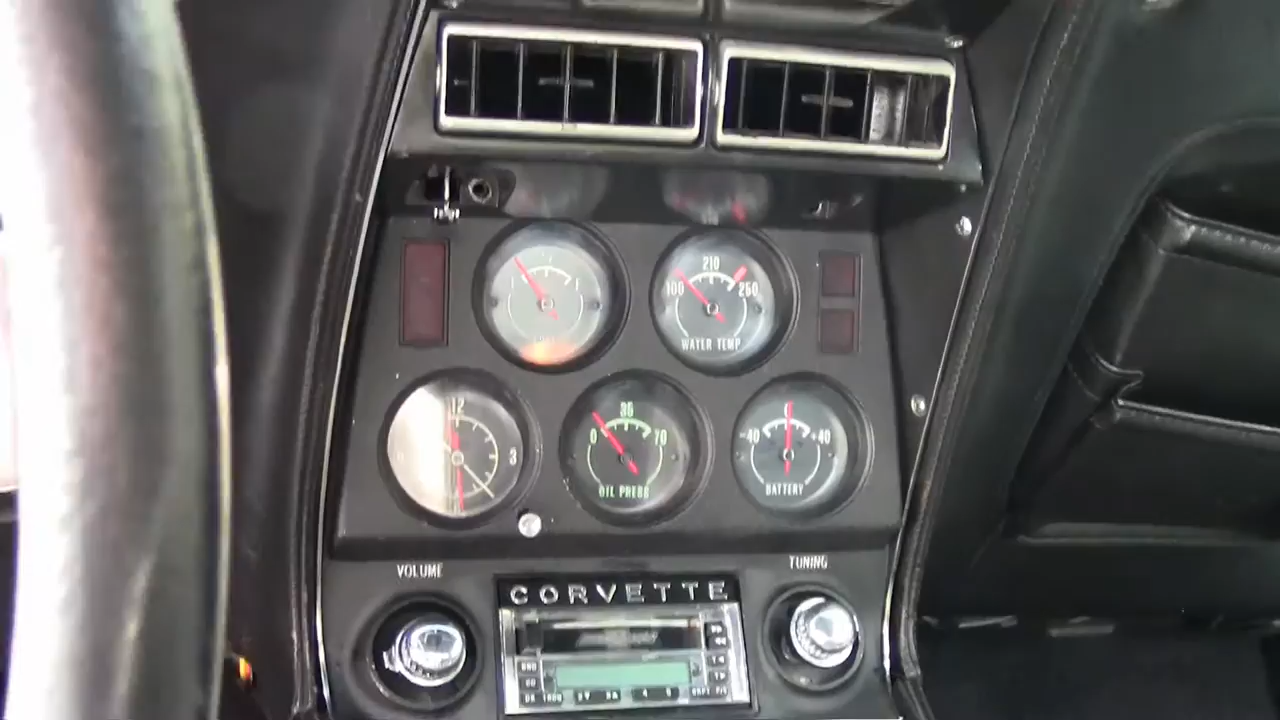 210
100 250
WATER TEMP
12
3
30
0 70
OIL PRESS
0
-40 +40
BATTERY
VOLUME
TUNING
CORVETTE